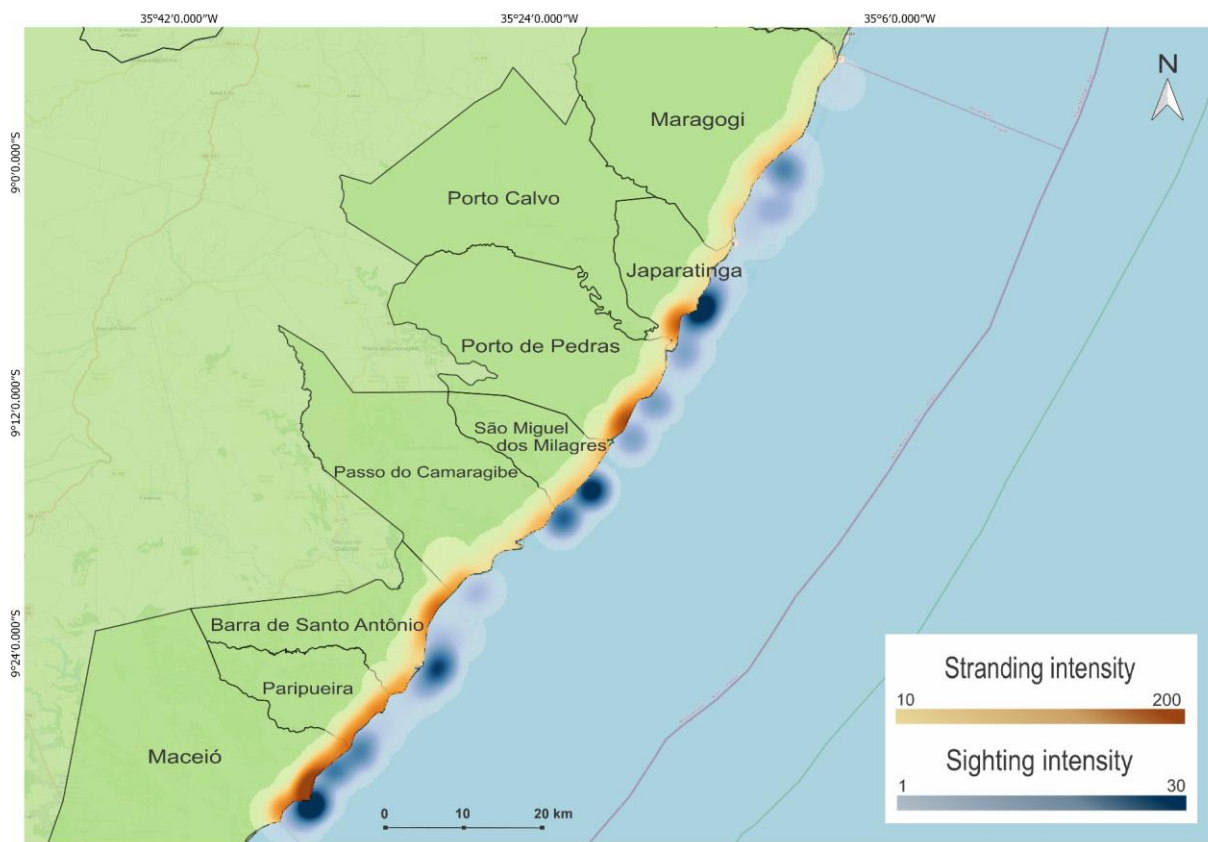 35°42'0.000"W
35°24'0.000"W
35°6'0.000"W
N
Maragogi
9°0'0.000"S
Porto Calvo
Japaratinga
Porto de Pedras
9°12'0.000"S
São Miguel
dos Milagres
Passo do Camaragibe
Barra de Santo Antônio
9°24'0.000"S
Paripueira
Maceió
0 10 20 km
Stranding intensity
10 200
Sighting intensity
1 30